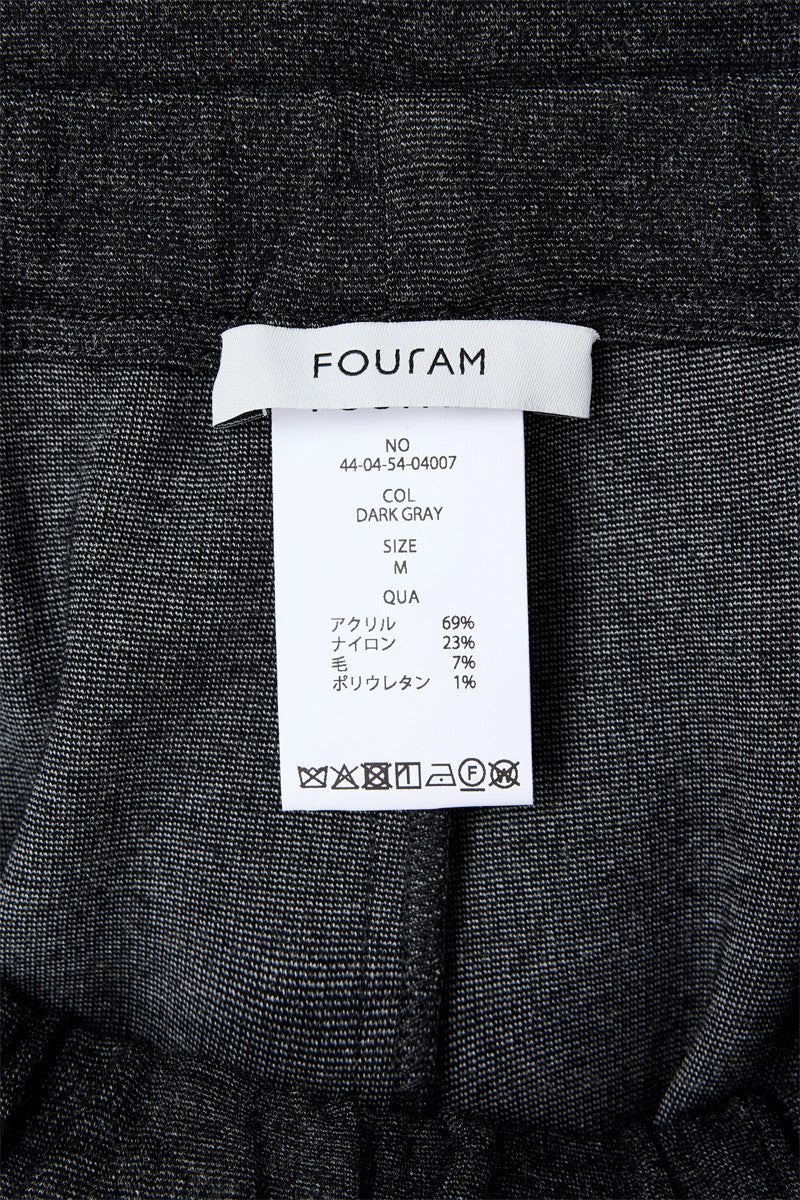 FOURAM
NO
44-04-54-04007
COL
DARK GRAY
SIZE
M
QUA
アクリル 69%
ナイロン 23%
毛 7%
ポリウレタン 1%
F W